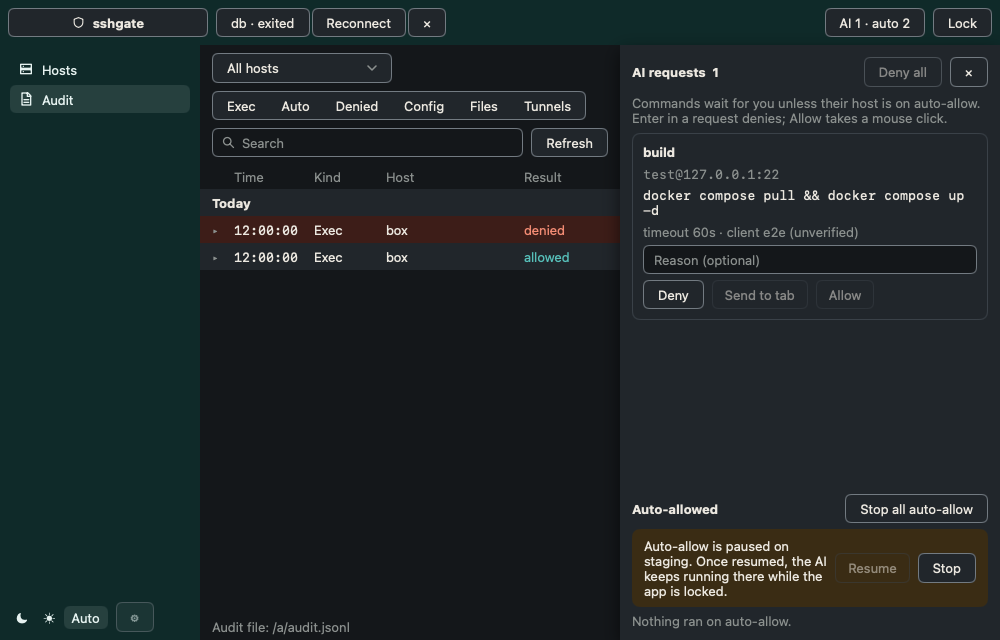 sshgate
db · exited
Reconnect
×
AI 1 · auto 2
Lock
Hosts
Audit
Auto
All hosts
Exec Auto Denied Config Files Tunnels
Search
Refresh
Time Kind Host Result
Today
12:00:00 Exec box denied
12:00:00 Exec box allowed
Audit file: /a/audit.jsonl
AI requests 1
Deny all
×
Commands wait for you unless their host is on auto-allow.
Enter in a request denies; Allow takes a mouse click.
build
test@127.0.0.1:22
docker compose pull && docker compose up
-d
timeout 60s · client e2e (unverified)
Reason (optional)
Deny
Send to tab
Allow
Auto-allowed
Stop all auto-allow
Auto-allow is paused on
staging. Once resumed, the AI
keeps running there while the
app is locked.
Resume
Stop
Nothing ran on auto-allow.